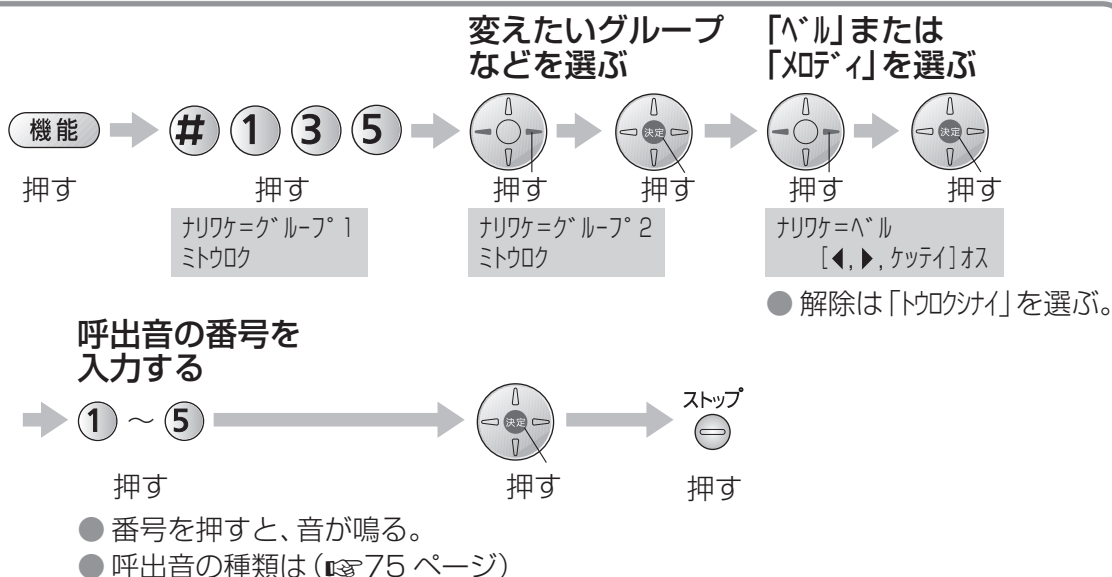 変えたいグループ
などを選ぶ
「ﾍﾞﾙ」または
「ﾒﾛﾃﾞｨ」を選ぶ
機能
# 1 3 5
決定
決定
押す
押す
押す
押す
押す
押す
ﾅﾘﾜｹ=ｸﾞﾙｰﾌﾟ1
ﾐﾄｳﾛｸ
ﾅﾘﾜｹ=ｸﾞﾙｰﾌﾟ2
ﾐﾄｳﾛｸ
ﾅﾘﾜｹ=ﾍﾞﾙ
[◀,▶,ｹｯﾃｲ]ｵｽ
● 解除は「ﾄｳﾛｸｼﾅｲ」を選ぶ。
呼出音の番号を
入力する
1 ～ 5
決定
ストップ
押す
押す
押す
● 番号を押すと、音が鳴る。
● 呼出音の種類は(☞75 ページ)